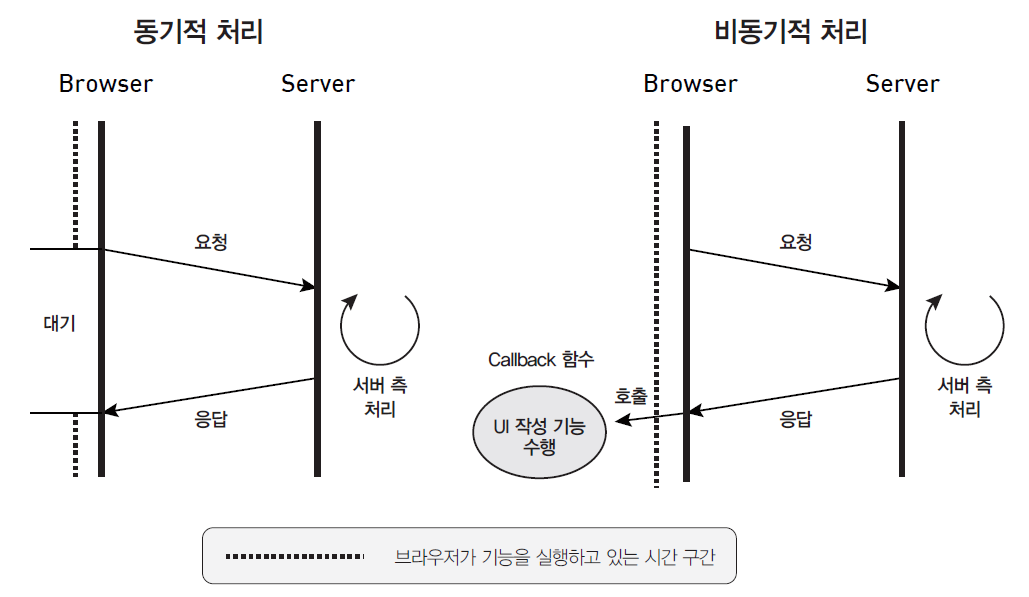 동기적 처리
Browser
Server
요청
대기
서버 측
처리
응답
비동기적 처리
Browser
Server
요청
서버 측
처리
응답
호출
Callback 함수
UI 작성 기능
수행
브라우저가 기능을 실행하고 있는 시간 구간